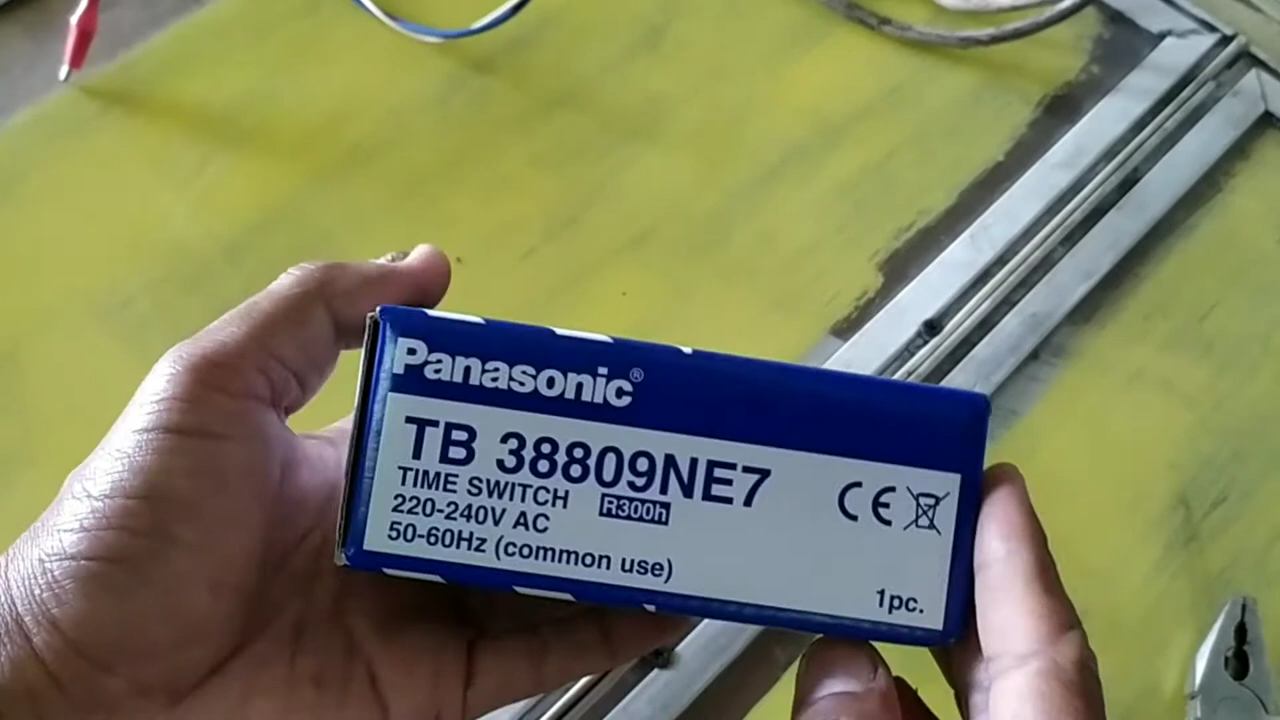 Panasonic®
TB 38809NE7
TIME SWITCH R300h
220-240V AC
50-60Hz (common use)
CE
1pc.